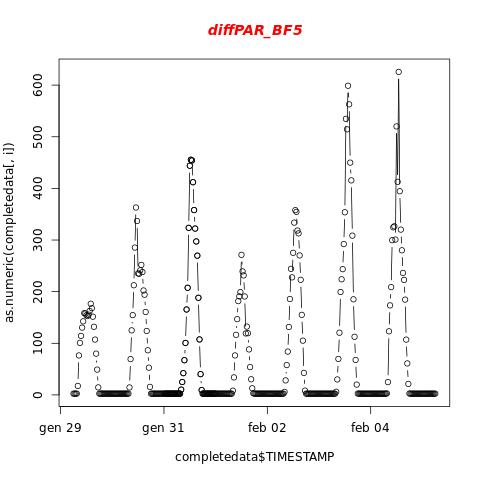 diffPAR_BF5
as.numeric(completedata[, i])
600
500
400
300
200
100
0
gen 29 gen 31 feb 02 feb 04
completedata$TIMESTAMP